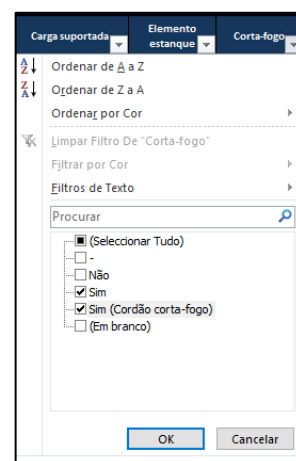 Carga suportada
Elemento
estanque
Corta-fogo
Ordenar de A a Z
Ordenar de Z a A
Ordenar por Cor
Limpar Filtro De "Corta-fogo"
Filtrar por Cor
Filtros de Texto
Procurar
(Seleccionar Tudo)
-
Não
Sim
Sim (Cordão corta-fogo)
(Em branco)
OK
Cancelar